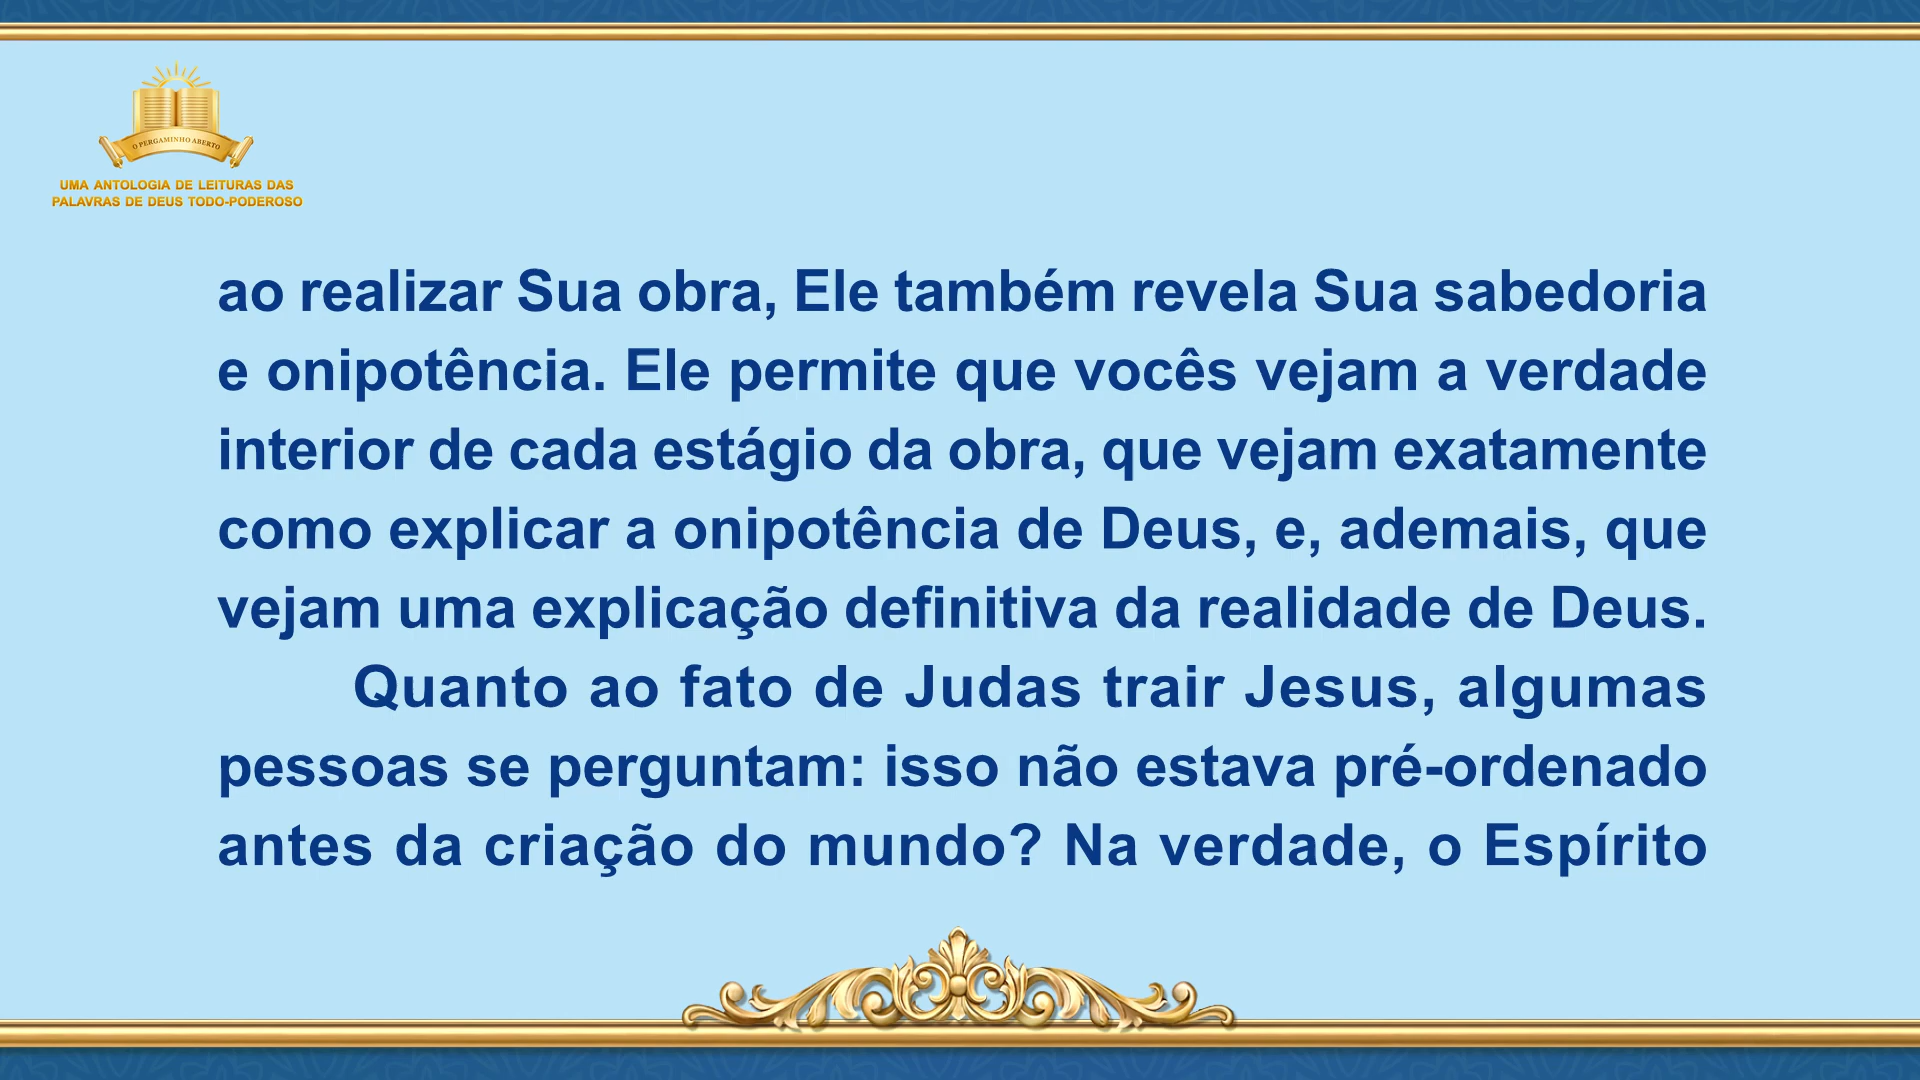 O PERGAMINHO ABERTO
UMA ANTOLOGIA DE LEITURAS DAS
PALAVRAS DE DEUS TODO-PODEROSO
ao realizar Sua obra, Ele também revela Sua sabedoria
e onipotência. Ele permite que vocês vejam a verdade
interior de cada estágio da obra, que vejam exatamente
como explicar a onipotência de Deus, e, ademais, que
vejam uma explicação definitiva da realidade de Deus.
Quanto ao fato de Judas trair Jesus, algumas
pessoas se perguntam: isso não estava pré-ordenado
antes da criação do mundo? Na verdade, o Espírito